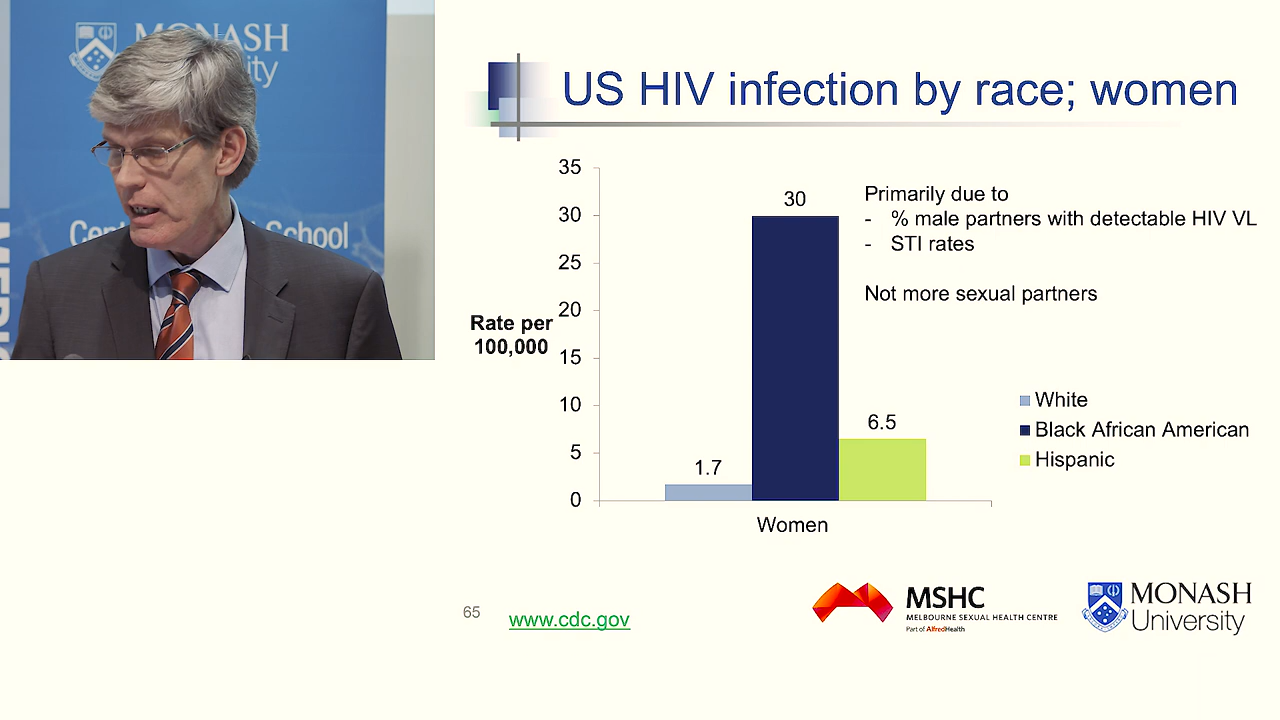 MONASH
University
School
US HIV infection by race; women
35
30
25
20
15
10
5
0
Rate per
100,000
30
1.7
6.5
Women
Primarily due to
- % male partners with detectable HIV VL
- STI rates
Not more sexual partners
White
Black African American
Hispanic
65
www.cdc.gov
MSHC
MELBOURNE SEXUAL HEALTH CENTRE
Part of AlfredHealth
MONASH
University